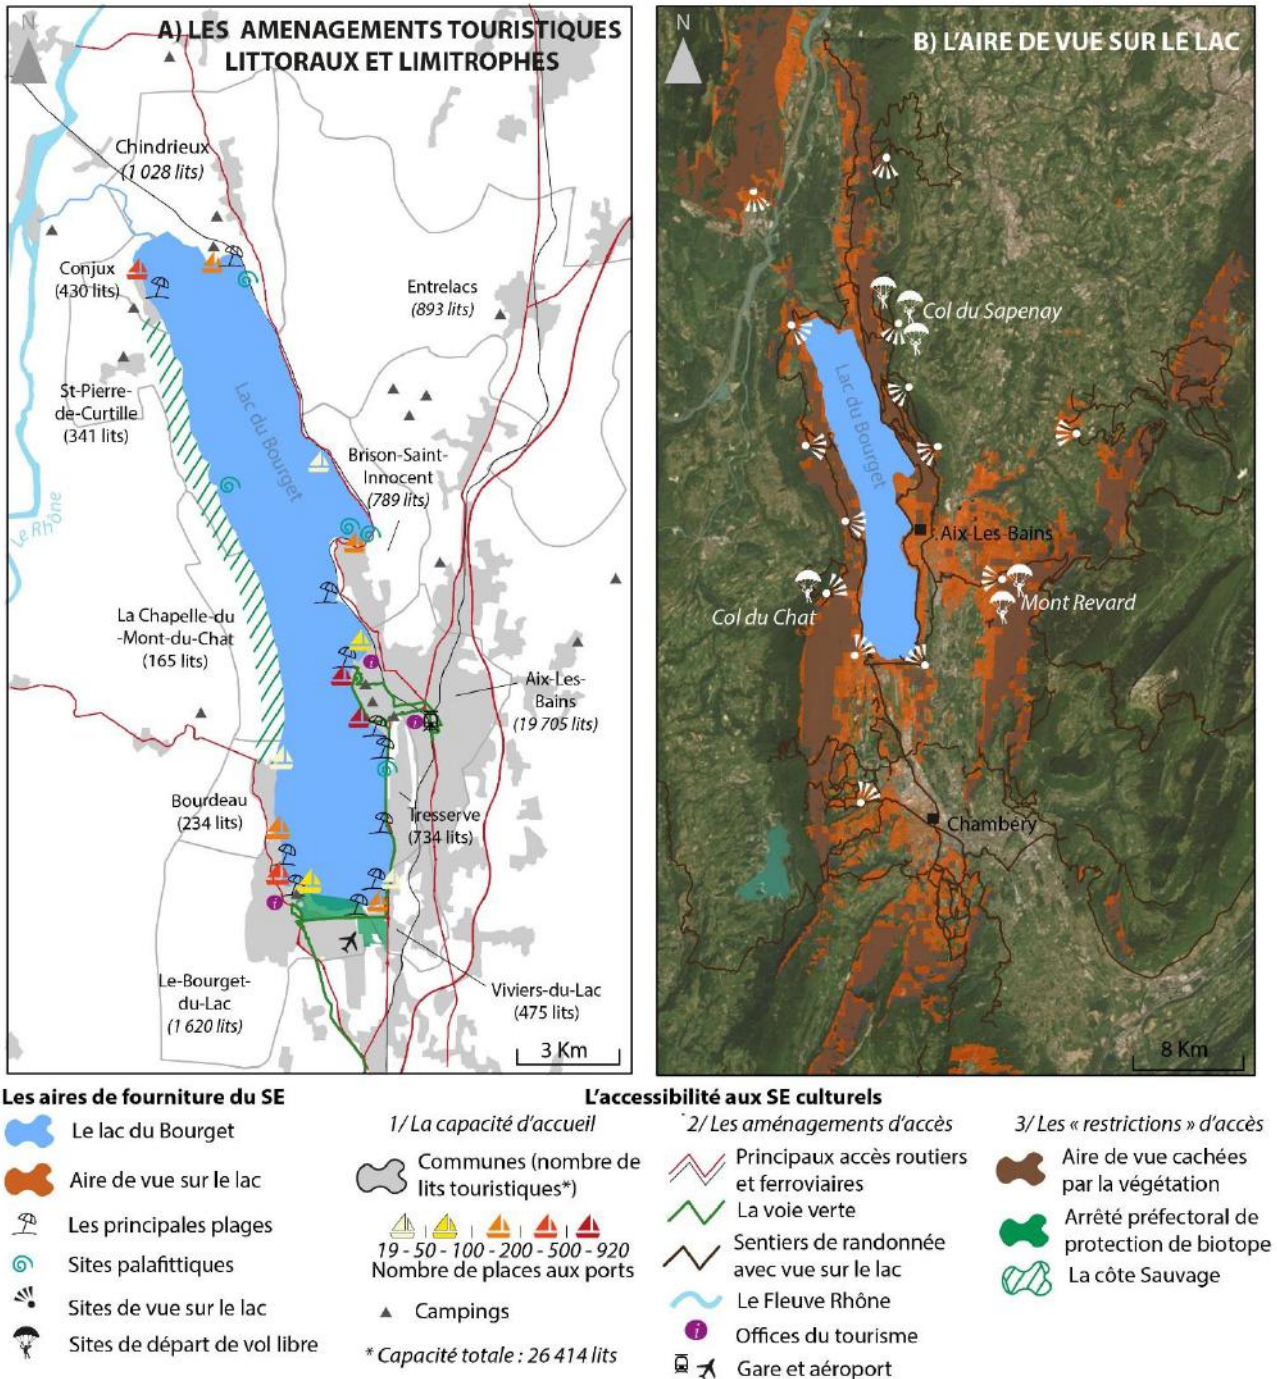 N
A) LES AMENAGEMENTS TOURISTIQUES
LITTORAUX ET LIMITROPHES
Chindrieux
(1 028 lits)
Conjux
(430 lits)
Entrelacs
(893 lits)
St-Pierre-
de-Curtille
(341 lits)
Lac du Bourget
Brison-Saint-
Innocent
(789 lits)
Le Rhône
La Chapelle-du
-Mont-du-Chat
(165 lits)
i
Aix-Les-
Bains
(19 705 lits)
i
Bourdeau
(234 lits)
Tresserve
(734 lits)
i
Le-Bourget-
du-Lac
(1 620 lits)
Viviers-du-Lac
(475 lits)
3 Km
N
B) L'AIRE DE VUE SUR LE LAC
Col du Sapenay
Lac du Bourget
Aix-Les-Bains
Col du Chat
Mont Revard
Chambéry
8 Km
Les aires de fourniture du SE
Le lac du Bourget
Aire de vue sur le lac
Les principales plages
Sites palafittiques
Sites de vue sur le lac
Sites de départ de vol libre
L'accessibilité aux SE culturels
1/ La capacité d'accueil
Communes (nombre de
lits touristiques*)
19 - 50 - 100 - 200 - 500 - 920
Nombre de places aux ports
Campings
* Capacité totale : 26 414 lits
2/ Les aménagements d'accès
Principaux accès routiers
et ferroviaires
La voie verte
Sentiers de randonnée
avec vue sur le lac
Le Fleuve Rhône
i Offices du tourisme
Gare et aéroport
3/ Les « restrictions » d'accès
Aire de vue cachées
par la végétation
Arrêté préfectoral de
protection de biotope
La côte Sauvage